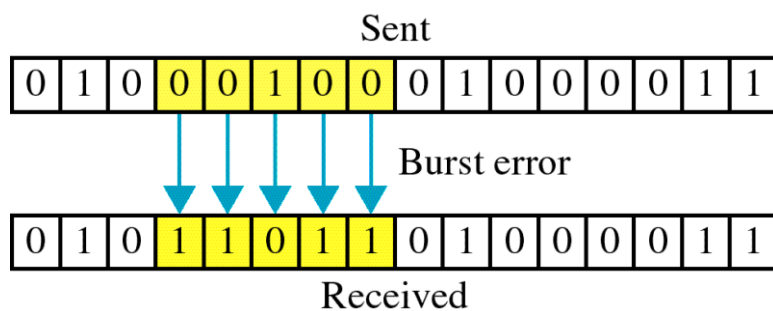 Sent
0 1 0 0 0 1 0 0 0 1 0 0 0 0 1 1
Burst error
0 1 0 1 1 0 1 1 0 1 0 0 0 0 1 1
Received